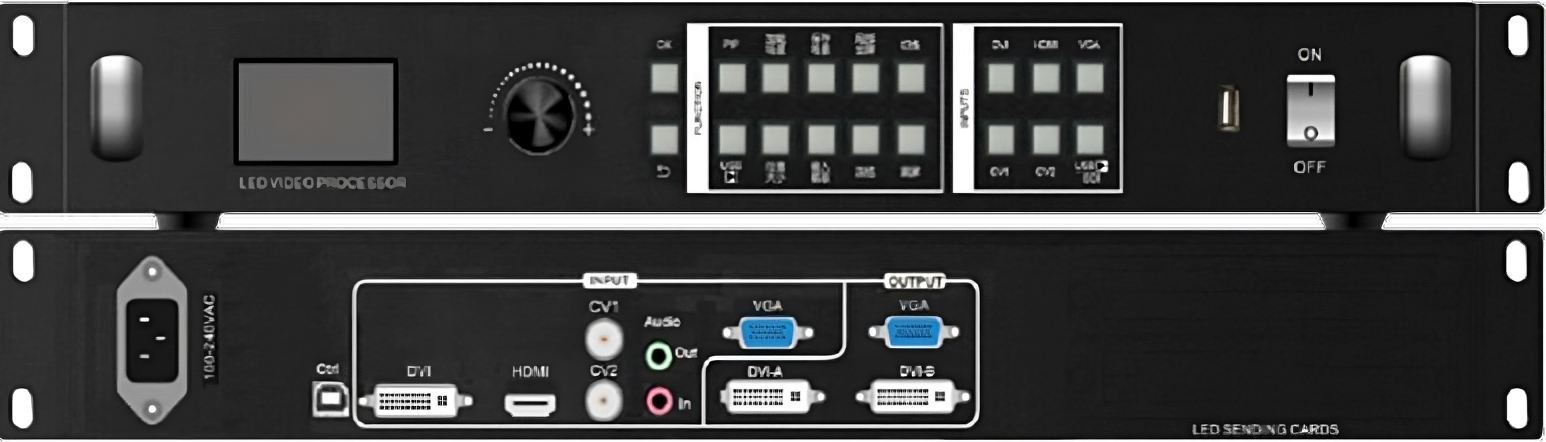 LED VIDEO PROCESSOR
-
+
OK
FUNCTION
PIP
USB
INPUTS
DVI
HDMI
VGA
CV1
CV2
ON
OFF
100-240VAC
INPUT
OUTPUT
Ctrl
DVI
HDMI
CV1
CV2
Audio
Out
In
VGA
VGA
DVI-A
DVI-B
LED SENDING CARDS